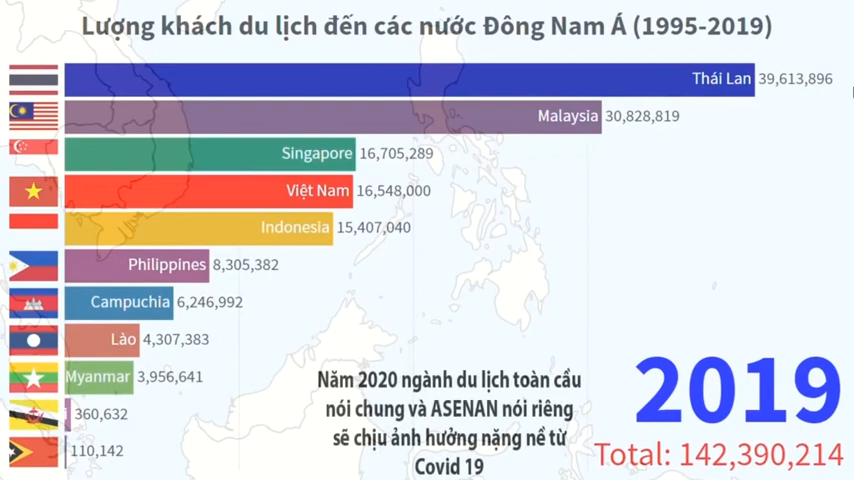 Lượng khách du lịch đến các nước Đông Nam Á (1995-2019)
Thái Lan 39,613,896
Malaysia 30,828,819
Singapore 16,705,289
Việt Nam 16,548,000
Indonesia 15,407,040
Philippines 8,305,382
Campuchia 6,246,992
Lào 4,307,383
Myanmar 3,956,641
360,632
110,142
Năm 2020 ngành du lịch toàn cầu
nói chung và ASENAN nói riêng
sẽ chịu ảnh hưởng nặng nề từ
Covid 19
2019
Total: 142,390,214